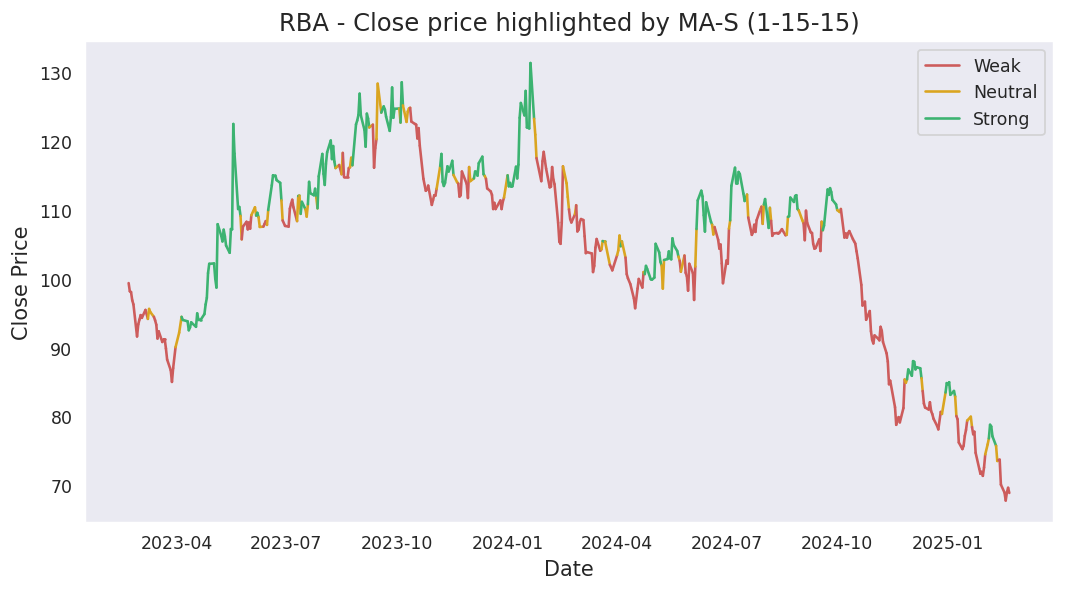 RBA - Close price highlighted by MA-S (1-15-15)
Weak
Neutral
Strong
Close Price
130
120
110
100
90
80
70
2023-04
2023-07
2023-10
2024-01
2024-04
2024-07
2024-10
2025-01
Date